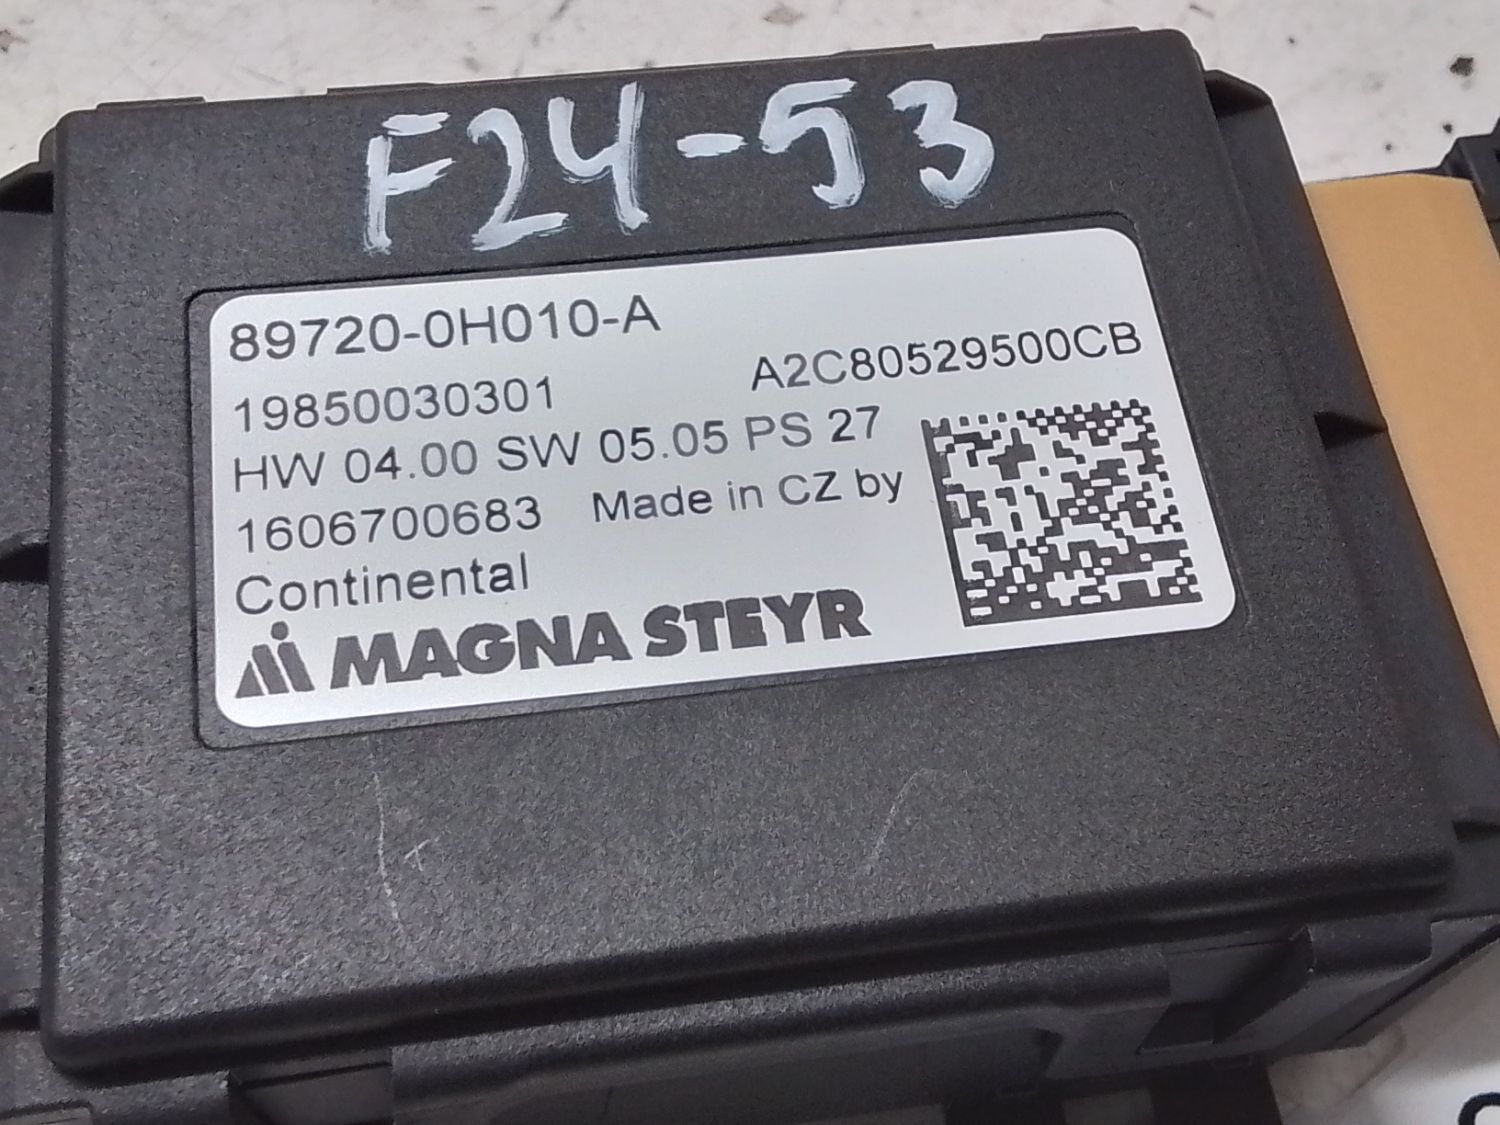 F24-53
89720-0H010-A
19850030301 A2C80529500CB
HW 04.00 SW 05.05 PS 27
1606700683 Made in CZ by
Continental
MAGNA STEYR